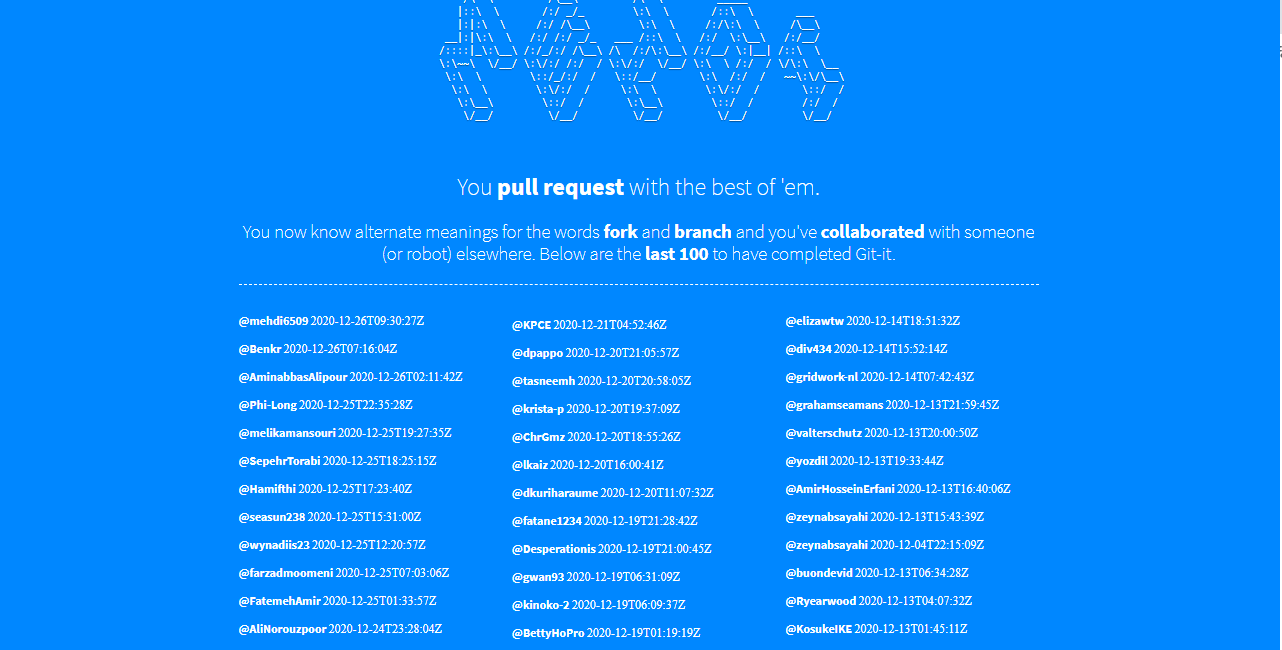 You pull request with the best of 'em.
You now know alternate meanings for the words fork and branch and you've collaborated with someone
(or robot) elsewhere. Below are the last 100 to have completed Git-it.
@mehdi6509 2020-12-26T09:30:27Z
@Benkr 2020-12-26T07:16:04Z
@AminabbasAlipour 2020-12-26T02:11:42Z
@Phi-Long 2020-12-25T22:35:28Z
@melikamansouri 2020-12-25T19:27:35Z
@SepehrTorabi 2020-12-25T18:25:15Z
@Hamifthi 2020-12-25T17:23:40Z
@seasun238 2020-12-25T15:31:00Z
@wynadiis23 2020-12-25T12:20:57Z
@farzadmoomeni 2020-12-25T07:03:06Z
@FatemehAmir 2020-12-25T01:33:57Z
@AliNorouzpoor 2020-12-24T23:28:04Z
@KPCE 2020-12-21T04:52:46Z
@dpappo 2020-12-20T21:05:57Z
@tasneemh 2020-12-20T20:58:05Z
@krista-p 2020-12-20T19:37:09Z
@ChrGmz 2020-12-20T18:55:26Z
@lkaiz 2020-12-20T16:00:41Z
@dkuriharaume 2020-12-20T11:07:32Z
@fatane1234 2020-12-19T21:28:42Z
@Desperationis 2020-12-19T21:00:45Z
@gwan93 2020-12-19T06:31:09Z
@kinoko-2 2020-12-19T06:09:37Z
@BettyHoPro 2020-12-19T01:19:19Z
@elizawtw 2020-12-14T18:51:32Z
@div434 2020-12-14T15:52:14Z
@gridwork-nl 2020-12-14T07:42:43Z
@grahamseamans 2020-12-13T21:59:45Z
@valterschutz 2020-12-13T20:00:50Z
@yozdil 2020-12-13T19:33:44Z
@AmirHosseinErfani 2020-12-13T16:40:06Z
@zeynabsayahi 2020-12-13T15:43:39Z
@zeynabsayahi 2020-12-04T22:15:09Z
@buondevid 2020-12-13T06:34:28Z
@Ryearwood 2020-12-13T04:07:32Z
@KosukeIKE 2020-12-13T01:45:11Z